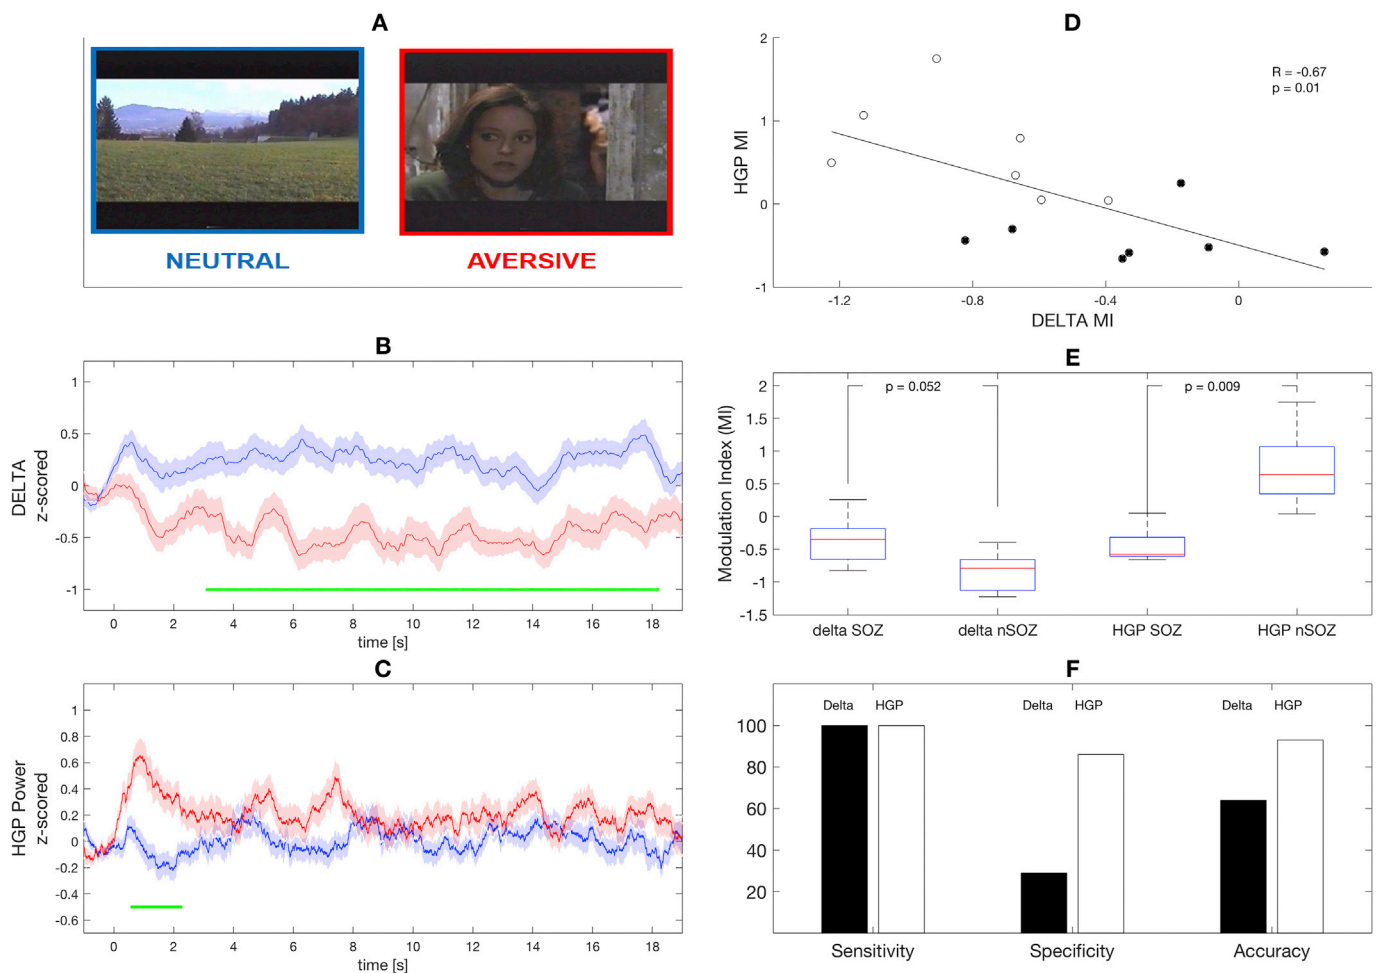 A
NEUTRAL
AVERSIVE
B
DELTA
z-scored
1
0.5
0
-0.5
-1
0 2 4 6 8 10 12 14 16 18
time [s]
C
HGP Power
z-scored
1
0.8
0.6
0.4
0.2
0
-0.2
-0.4
-0.6
0 2 4 6 8 10 12 14 16 18
time [s]
D
R = -0.67
p = 0.01
HGP MI
2
1
0
-1
-1.2 -0.8 -0.4 0
DELTA MI
E
p = 0.052
p = 0.009
Modulation Index (MI)
2
1.5
1
0.5
0
-0.5
-1
-1.5
delta SOZ
delta nSOZ
HGP SOZ
HGP nSOZ
F
Delta HGP
Delta HGP
Delta HGP
100
80
60
40
20
Sensitivity
Specificity
Accuracy